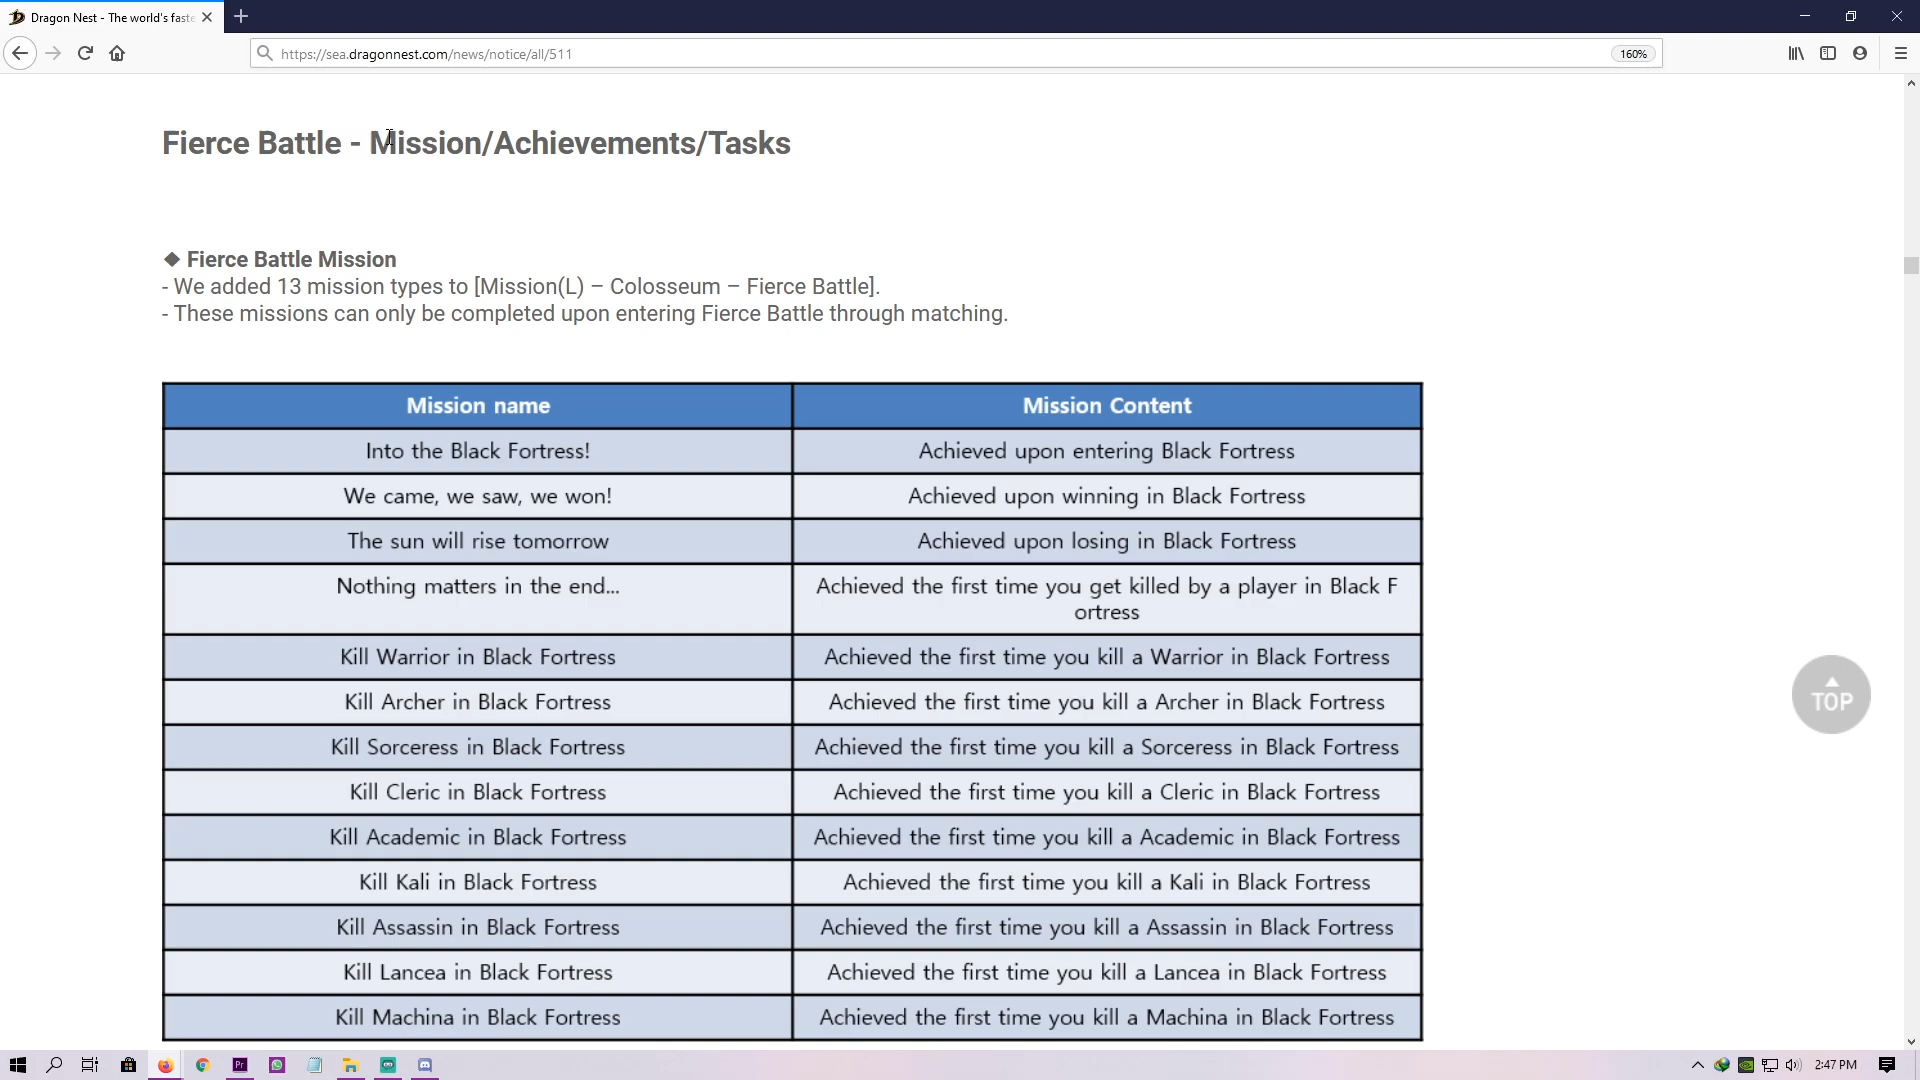 Dragon Nest - The world's faste
https://sea.dragonnest.com/news/notice/all/511
160%
Fierce Battle - Mission/Achievements/Tasks
❖ Fierce Battle Mission
- We added 13 mission types to [Mission(L) – Colosseum – Fierce Battle].
- These missions can only be completed upon entering Fierce Battle through matching.
Mission name Mission Content
Into the Black Fortress! Achieved upon entering Black Fortress
We came, we saw, we won! Achieved upon winning in Black Fortress
The sun will rise tomorrow Achieved upon losing in Black Fortress
Nothing matters in the end... Achieved the first time you get killed by a player in Black F
ortress
Kill Warrior in Black Fortress Achieved the first time you kill a Warrior in Black Fortress
Kill Archer in Black Fortress Achieved the first time you kill a Archer in Black Fortress
Kill Sorceress in Black Fortress Achieved the first time you kill a Sorceress in Black Fortress
Kill Cleric in Black Fortress Achieved the first time you kill a Cleric in Black Fortress
Kill Academic in Black Fortress Achieved the first time you kill a Academic in Black Fortress
Kill Kali in Black Fortress Achieved the first time you kill a Kali in Black Fortress
Kill Assassin in Black Fortress Achieved the first time you kill a Assassin in Black Fortress
Kill Lancea in Black Fortress Achieved the first time you kill a Lancea in Black Fortress
Kill Machina in Black Fortress Achieved the first time you kill a Machina in Black Fortress
TOP
Pr
2:47 PM